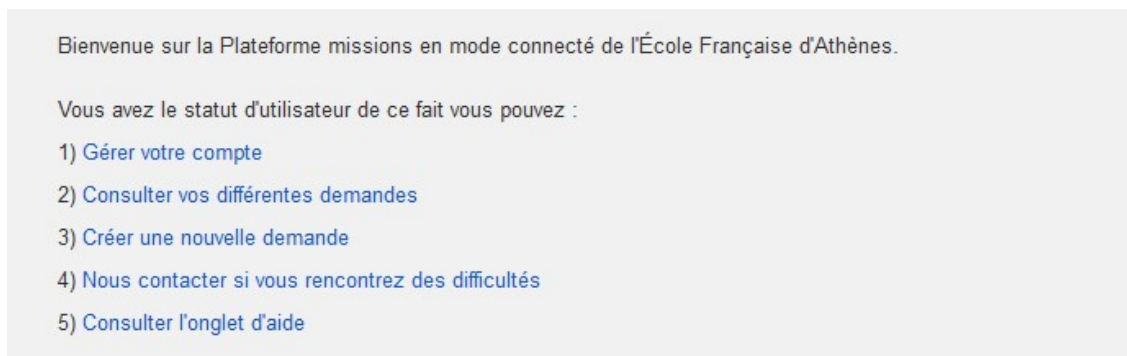 Bienvenue sur la Plateforme missions en mode connecté de l'École Française d'Athènes.
Vous avez le statut d'utilisateur de ce fait vous pouvez :
1) Gérer votre compte
2) Consulter vos différentes demandes
3) Créer une nouvelle demande
4) Nous contacter si vous rencontrez des difficultés
5) Consulter l'onglet d'aide